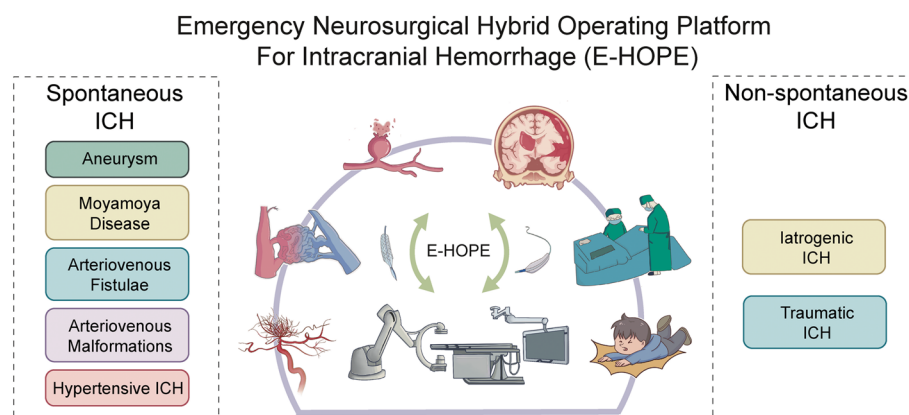 Emergency Neurosurgical Hybrid Operating Platform
For Intracranial Hemorrhage (E-HOPE)
Spontaneous
ICH
Aneurysm
Moyamoya
Disease
Arteriovenous
Fistulae
Arteriovenous
Malformations
Hypertensive ICH
E-HOPE
Non-spontaneous
ICH
Iatrogenic
ICH
Traumatic
ICH